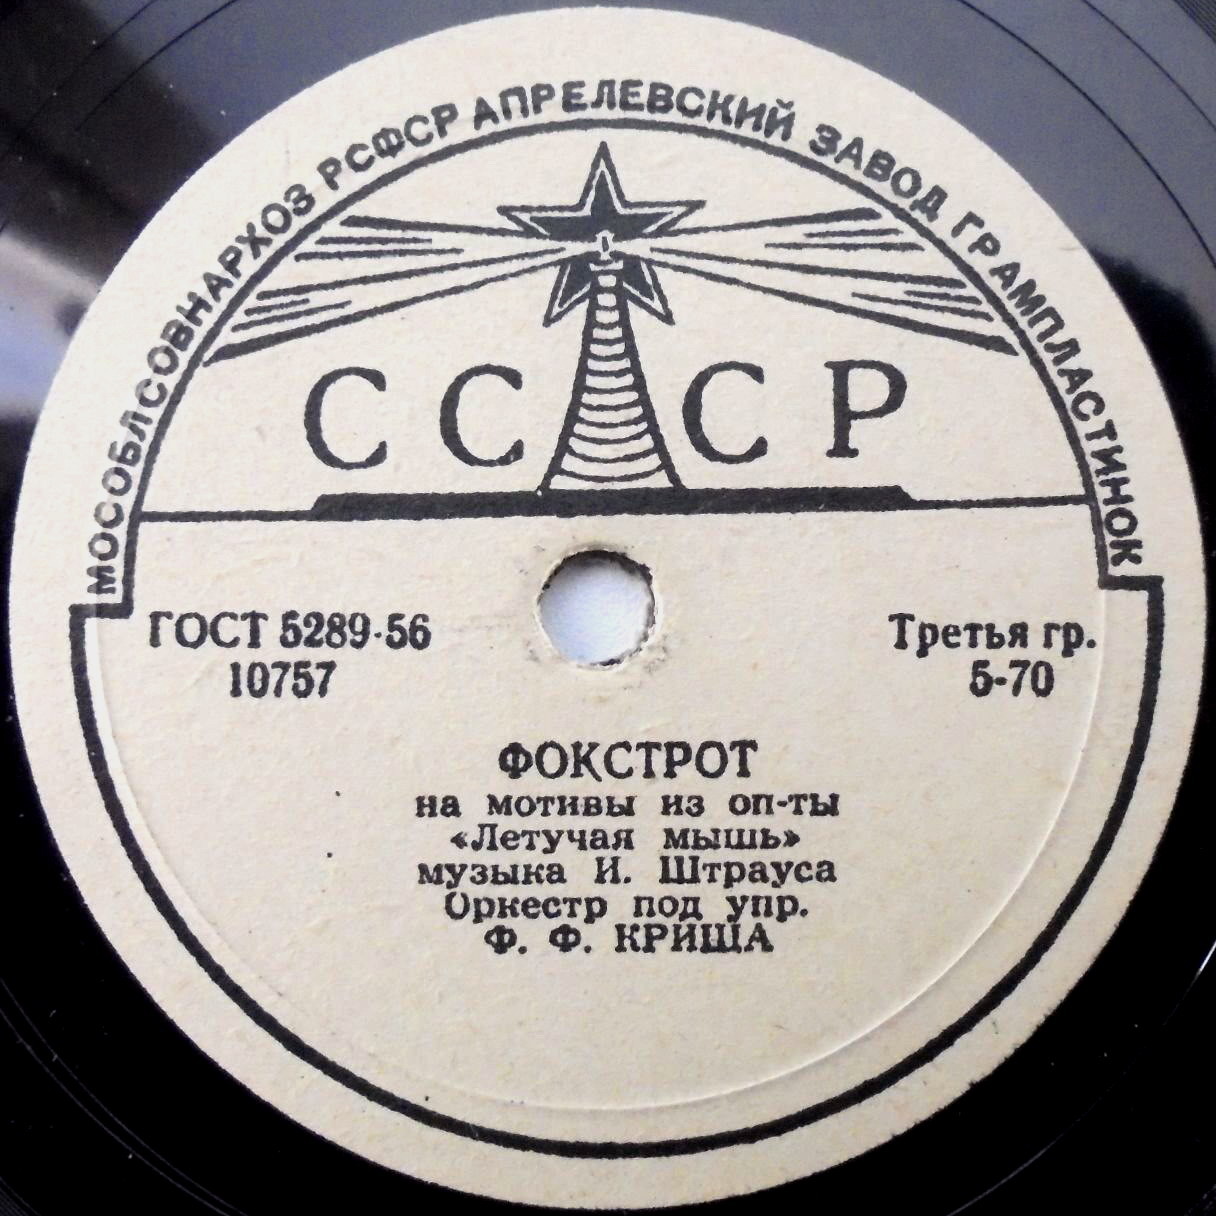 МОСОБЛСОВНАРХОЗ РСФСР АПРЕЛЕВСКИЙ ЗАВОД ГРАМПЛАСТИНОК
СССР
ГОСТ 5289-56
10757
Третья гр.
5-70
ФОКСТРОТ
на мотивы из оп-ты
«Летучая мышь»
музыка И. Штрауса
Оркестр под упр.
Ф. Ф. КРИША